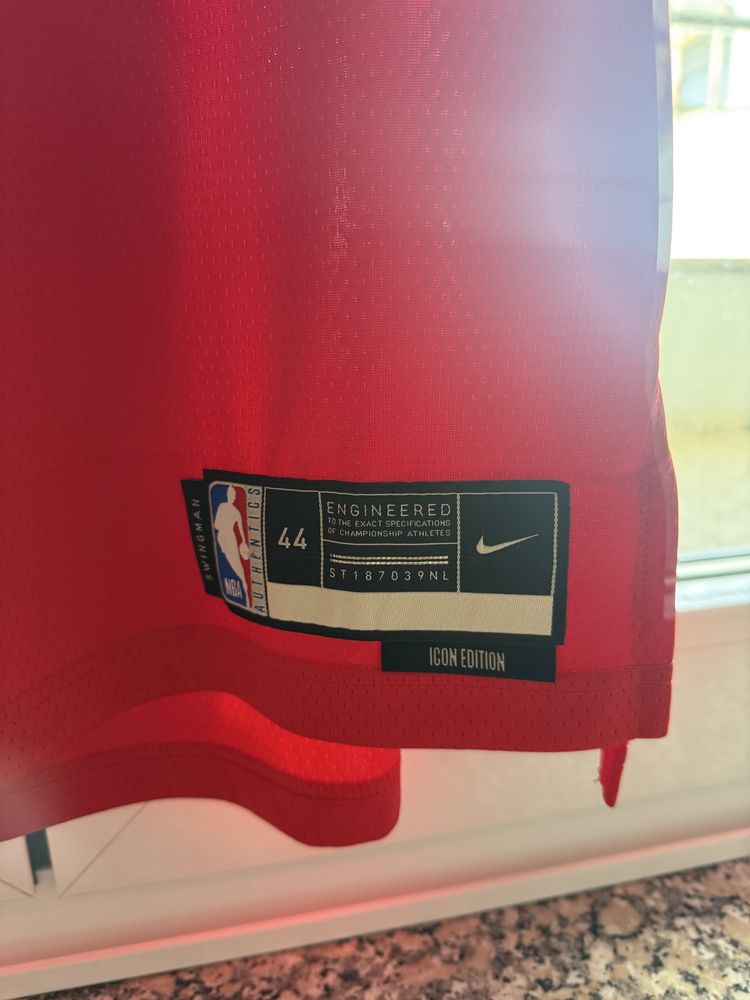 SWINGMAN
NBA
AUTHENTICS
44
ENGINEERED
TO THE EXACT SPECIFICATIONS
OF CHAMPIONSHIP ATHLETES
ST187039NL
ICON EDITION